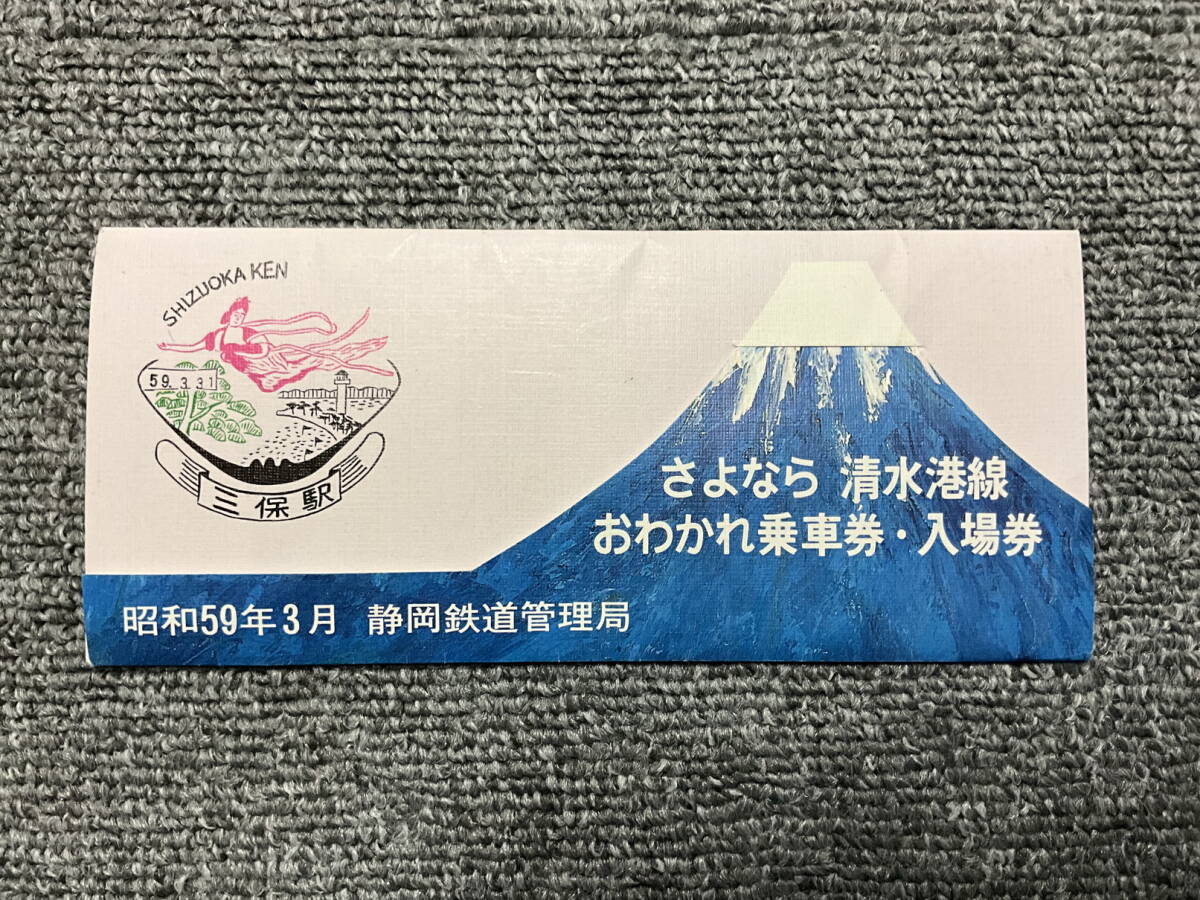 SHIZUOKA KEN
59.3.31
三保駅
さよなら 清水港線
おわかれ乗車券・入場券
昭和59年3月 静岡鉄道管理局